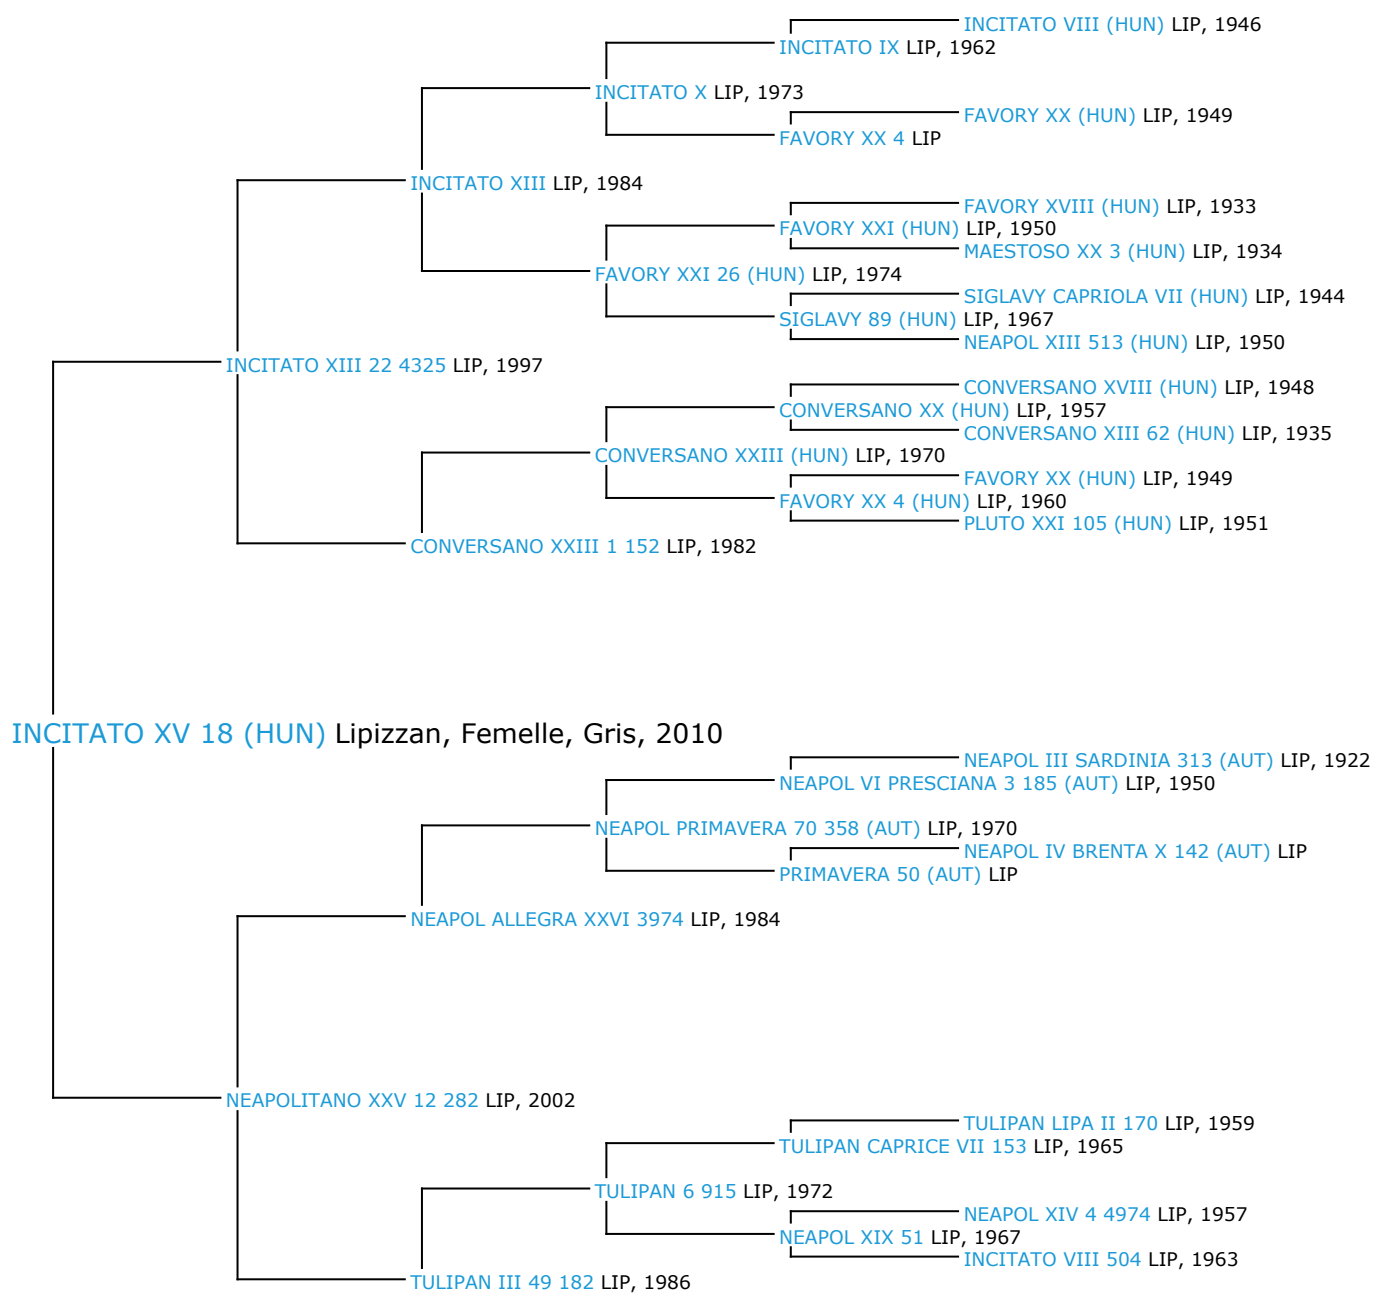 INCITATO VIII (HUN) LIP, 1946
INCITATO IX LIP, 1962
INCITATO X LIP, 1973
FAVORY XX (HUN) LIP, 1949
FAVORY XX 4 LIP
INCITATO XIII LIP, 1984
FAVORY XVIII (HUN) LIP, 1933
FAVORY XXI (HUN) LIP, 1950
MAESTOSO XX 3 (HUN) LIP, 1934
FAVORY XXI 26 (HUN) LIP, 1974
SIGLAVY CAPRIOLA VII (HUN) LIP, 1944
SIGLAVY 89 (HUN) LIP, 1967
NEAPOL XIII 513 (HUN) LIP, 1950
INCITATO XIII 22 4325 LIP, 1997
CONVERSANO XVIII (HUN) LIP, 1948
CONVERSANO XX (HUN) LIP, 1957
CONVERSANO XIII 62 (HUN) LIP, 1935
CONVERSANO XXIII (HUN) LIP, 1970
FAVORY XX (HUN) LIP, 1949
FAVORY XX 4 (HUN) LIP, 1960
PLUTO XXI 105 (HUN) LIP, 1951
CONVERSANO XXIII 1 152 LIP, 1982
INCITATO XV 18 (HUN) Lipizzan, Femelle, Gris, 2010
NEAPOL III SARDINIA 313 (AUT) LIP, 1922
NEAPOL VI PRESCIANA 3 185 (AUT) LIP, 1950
NEAPOL PRIMAVERA 70 358 (AUT) LIP, 1970
NEAPOL IV BRENTA X 142 (AUT) LIP
PRIMAVERA 50 (AUT) LIP
NEAPOL ALLEGRA XXVI 3974 LIP, 1984
NEAPOLITANO XXV 12 282 LIP, 2002
TULIPAN LIPA II 170 LIP, 1959
TULIPAN CAPRICE VII 153 LIP, 1965
TULIPAN 6 915 LIP, 1972
NEAPOL XIV 4 4974 LIP, 1957
NEAPOL XIX 51 LIP, 1967
INCITATO VIII 504 LIP, 1963
TULIPAN III 49 182 LIP, 1986